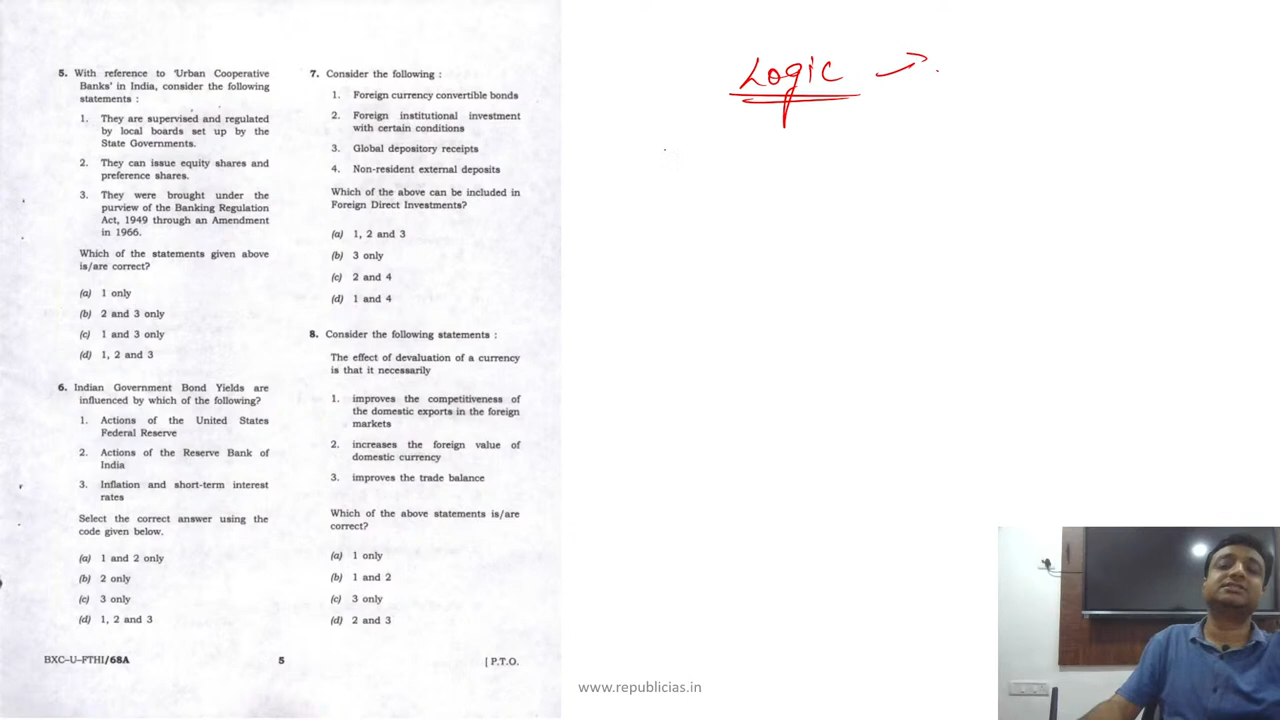 5. With reference to 'Urban Cooperative
Banks' in India, consider the following
statements :
1. They are supervised and regulated
by local boards set up by the
State Governments.
2. They can issue equity shares and
preference shares.
3. They were brought under the
purview of the Banking Regulation
Act, 1949 through an Amendment
in 1966.
Which of the statements given above
is/are correct?
(a) 1 only
(b) 2 and 3 only
(c) 1 and 3 only
(d) 1, 2 and 3
6. Indian Government Bond Yields are
influenced by which of the following?
1. Actions of the United States
Federal Reserve
2. Actions of the Reserve Bank of
India
3. Inflation and short-term interest
rates
Select the correct answer using the
code given below.
(a) 1 and 2 only
(b) 2 only
(c) 3 only
(d) 1, 2 and 3
7. Consider the following :
1. Foreign currency convertible bonds
2. Foreign institutional investment
with certain conditions
3. Global depository receipts
4. Non-resident external deposits
Which of the above can be included in
Foreign Direct Investments?
(a) 1, 2 and 3
(b) 3 only
(c) 2 and 4
(d) 1 and 4
8. Consider the following statements :
The effect of devaluation of a currency
is that it necessarily
1. improves the competitiveness of
the domestic exports in the foreign
markets
2. increases the foreign value of
domestic currency
3. improves the trade balance
Which of the above statements is/are
correct?
(a) 1 only
(b) 1 and 2
(c) 3 only
(d) 2 and 3
BXC-U-FTHI/68A
5
[ P.T.O.
Logic →
www.republicias.in